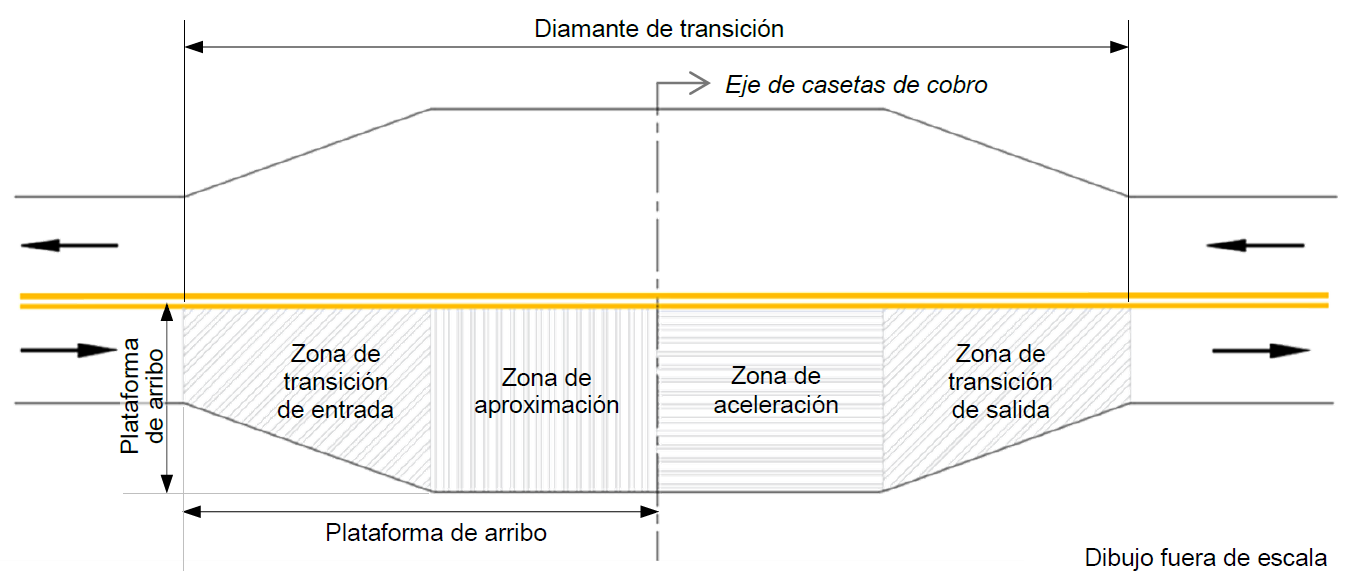 Diamante de transición
Eje de casetas de cobro
Plataforma
de arribo
Zona de
transición
de entrada
Zona de
aproximación
Zona de
aceleración
Zona de
transición
de salida
Plataforma de arribo
Dibujo fuera de escala